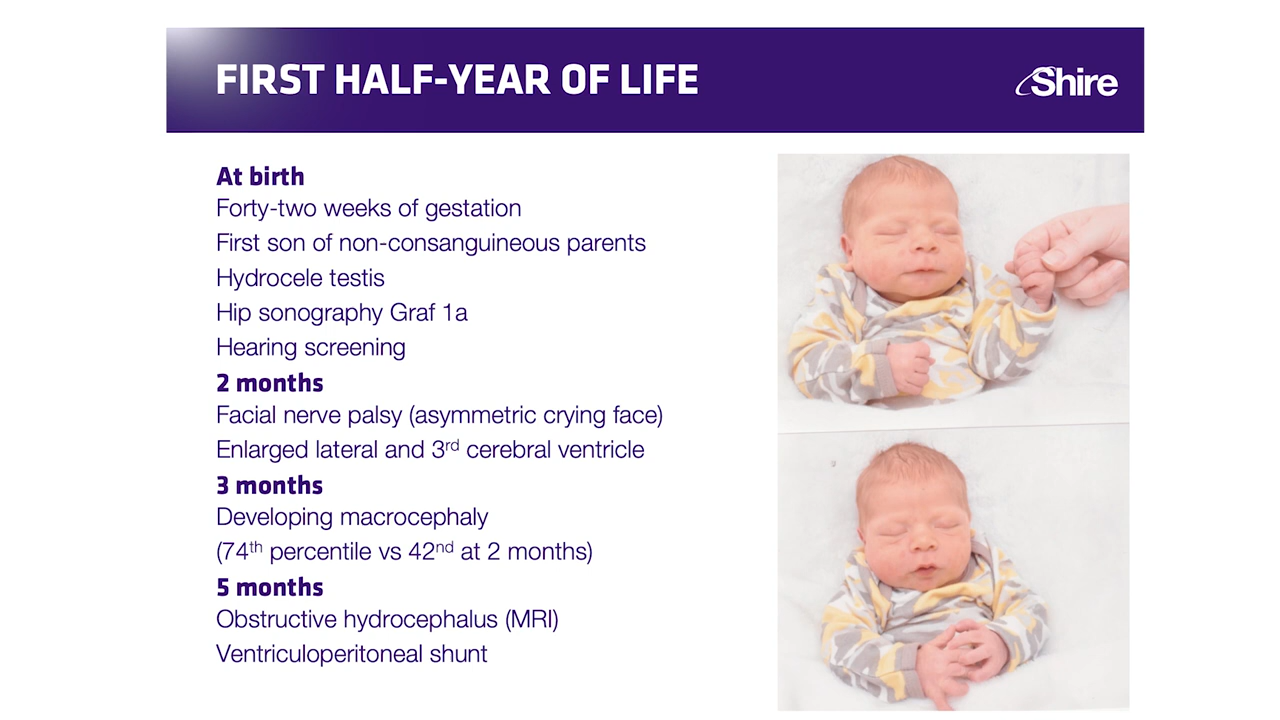 FIRST HALF-YEAR OF LIFE
Shire
At birth
Forty-two weeks of gestation
First son of non-consanguineous parents
Hydrocele testis
Hip sonography Graf 1a
Hearing screening
2 months
Facial nerve palsy (asymmetric crying face)
Enlarged lateral and 3rd cerebral ventricle
3 months
Developing macrocephaly
(74th percentile vs 42nd at 2 months)
5 months
Obstructive hydrocephalus (MRI)
Ventriculoperitoneal shunt